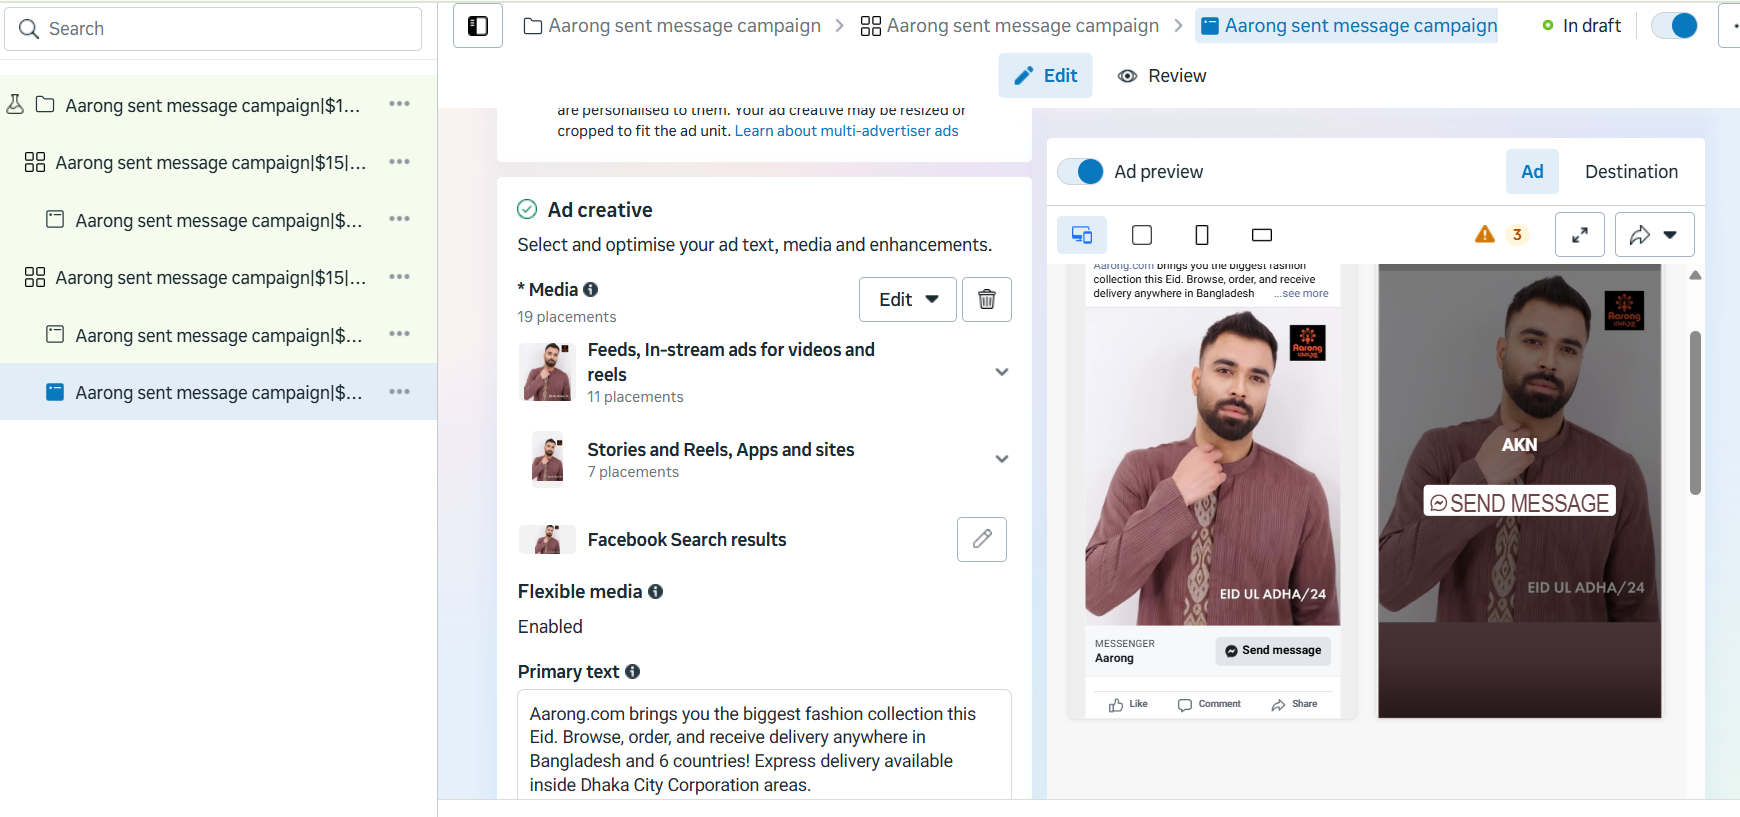 Search
Aarong sent message campaign
Aarong sent message campaign
Aarong sent message campaign
In draft
Edit
Review
Aarong sent message campaign|$1...
Aarong sent message campaign|$15|...
Aarong sent message campaign|$...
Aarong sent message campaign|$15|...
Aarong sent message campaign|$...
Aarong sent message campaign|$...
are personalised to them. Your ad creative may be resized or
cropped to fit the ad unit. Learn about multi-advertiser ads
Ad creative
Select and optimise your ad text, media and enhancements.
* Media
19 placements
Edit
Feeds, In-stream ads for videos and
reels
11 placements
Stories and Reels, Apps and sites
7 placements
Facebook Search results
Flexible media
Enabled
Primary text
Aarong.com brings you the biggest fashion collection this
Eid. Browse, order, and receive delivery anywhere in
Bangladesh and 6 countries! Express delivery available
inside Dhaka City Corporation areas.
Ad preview
Ad
Destination
3
Aarong.com brings you the biggest fashion
collection this Eid. Browse, order, and receive
delivery anywhere in Bangladesh ...see more
Aarong
EID UL ADHA/24
MESSENGER
Aarong
Send message
Like
Comment
Share
Aarong
AKN
SEND MESSAGE
EID UL ADHA/24